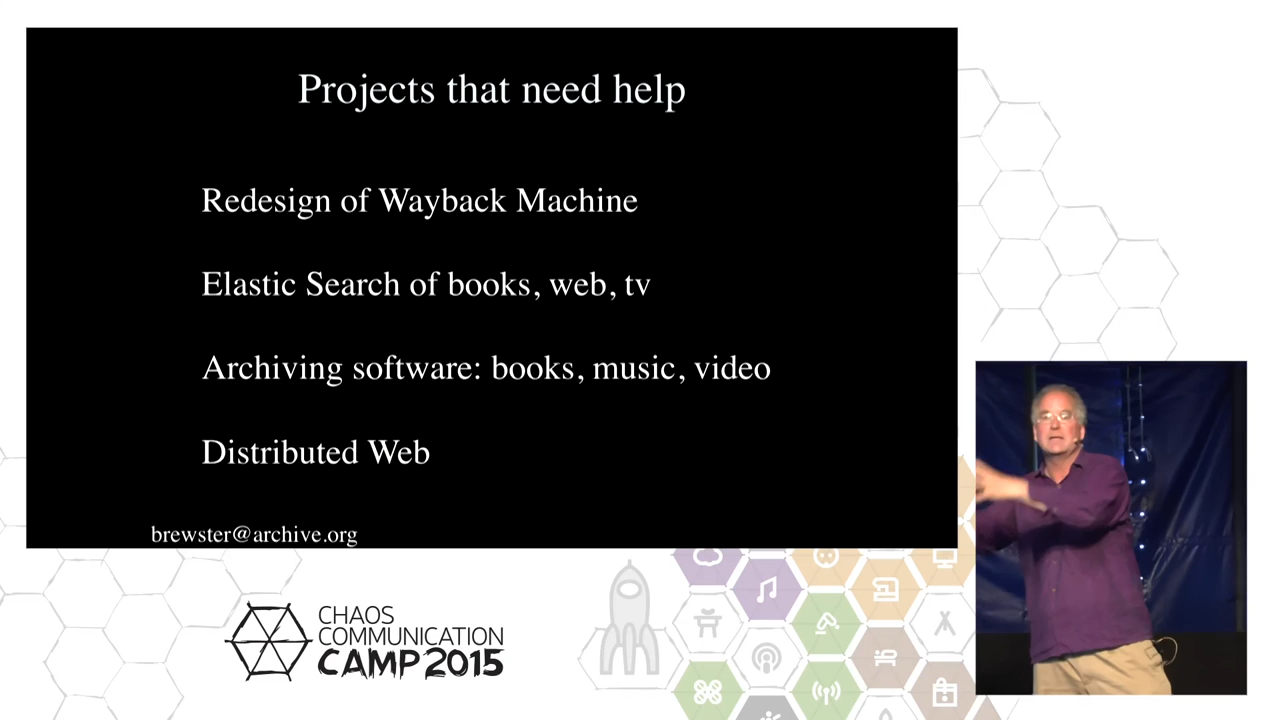 Projects that need help
Redesign of Wayback Machine
Elastic Search of books, web, tv
Archiving software: books, music, video
Distributed Web
brewster@archive.org
CHAOS
COMMUNICATION
CAMP 2015